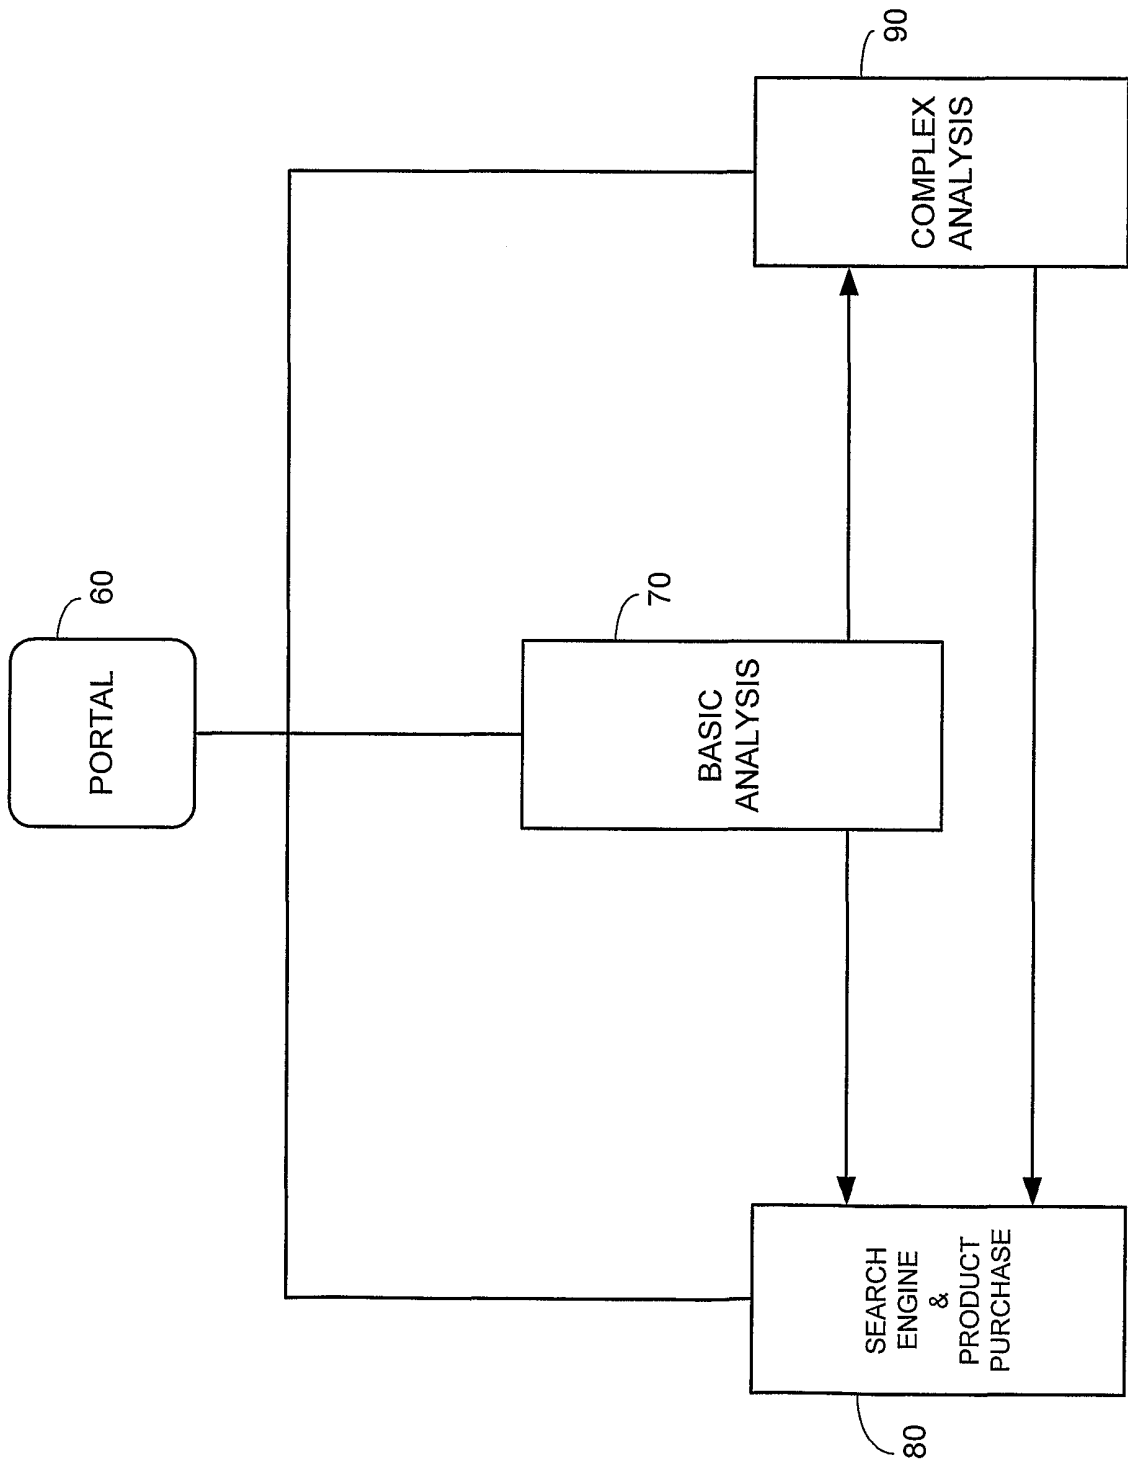 PORTAL
60
BASIC
ANALYSIS
70
SEARCH
ENGINE
&
PRODUCT
PURCHASE
80
COMPLEX
ANALYSIS
90